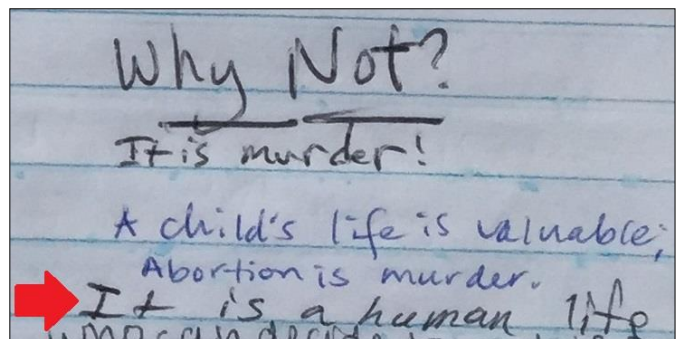 Why Not?
It is murder!
A child's life is valuable;
Abortion is murder.
It is a human life